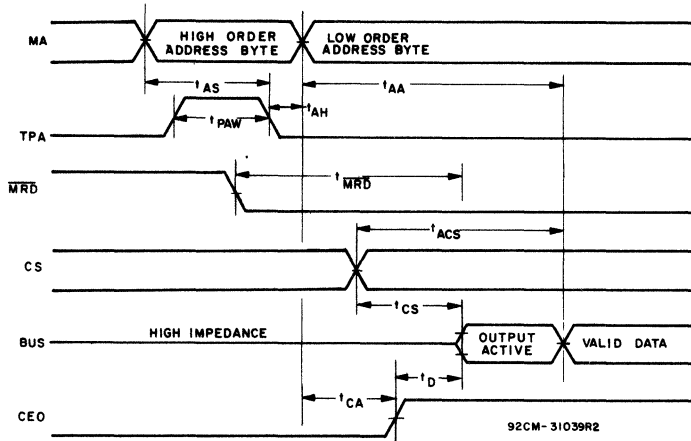 MA
HIGH ORDER
ADDRESS BYTE
LOW ORDER
ADDRESS BYTE
tAS
tAA
tAH
TPA
tPAW
MRD
tMRD
tACS
CS
tCS
BUS
HIGH IMPEDANCE
OUTPUT
ACTIVE
VALID DATA
tD
tCA
CEO
92CM-31039R2